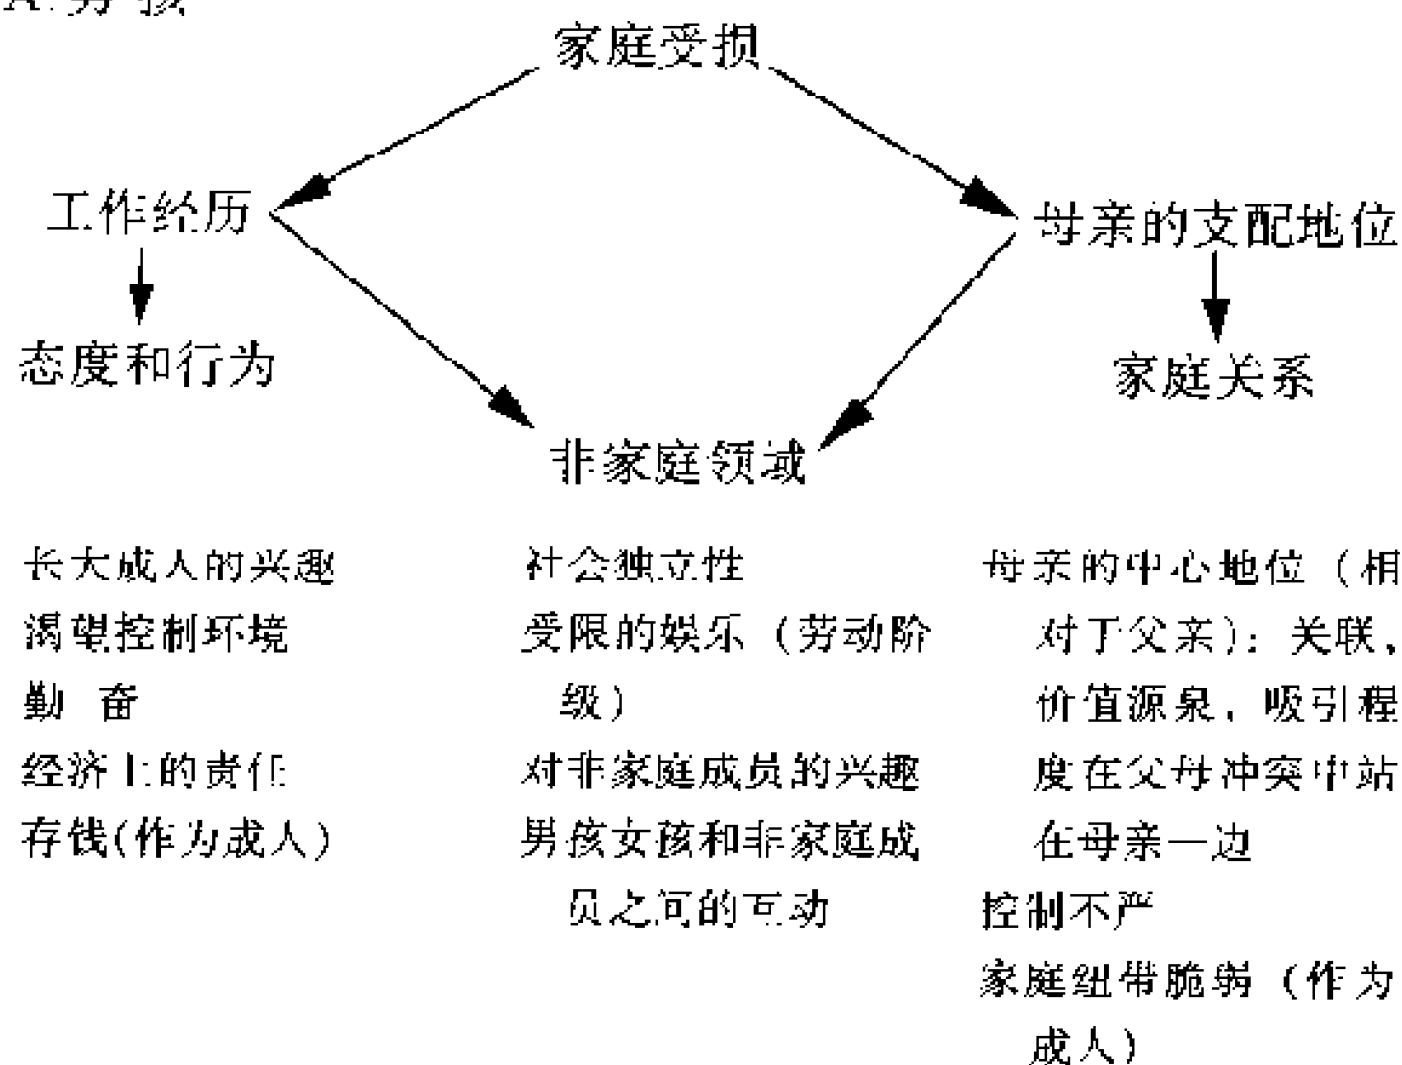 A.男孩
家庭受损
工作经历
母亲的支配地位
态度和行为
家庭关系
非家庭领域
长大成人的兴趣
渴望控制环境
勤 奋
经济上的责任
存钱(作为成人)
社会独立性
受限的娱乐（劳动阶
级）
对非家庭成员的兴趣
男孩女孩和非家庭成
员之间的互动
母亲的中心地位（相
对于父亲）：关联，
价值源泉，吸引程
度在父母冲突中站
在母亲一边
控制不严
家庭纽带脆弱（作为
成人）